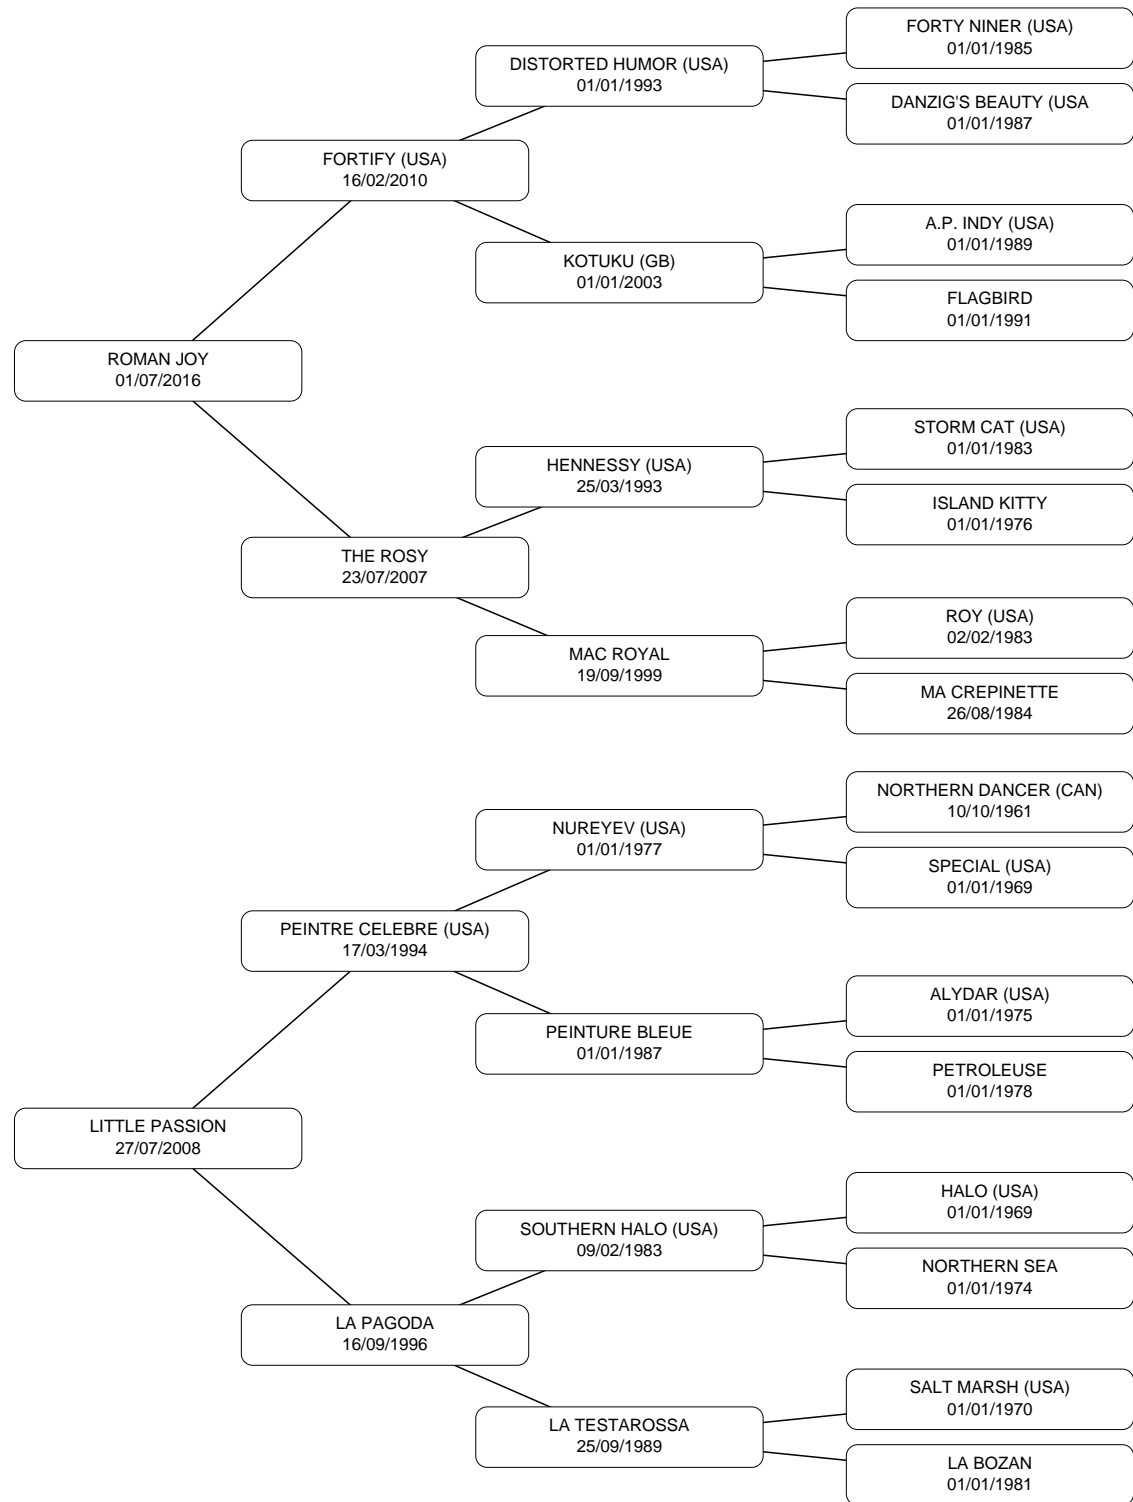 FORTY NINER (USA)
01/01/1985
DISTORTED HUMOR (USA)
01/01/1993
DANZIG'S BEAUTY (USA
01/01/1987
FORTIFY (USA)
16/02/2010
A.P. INDY (USA)
01/01/1989
KOTUKU (GB)
01/01/2003
FLAGBIRD
01/01/1991
ROMAN JOY
01/07/2016
STORM CAT (USA)
01/01/1983
HENNESSY (USA)
25/03/1993
ISLAND KITTY
01/01/1976
THE ROSY
23/07/2007
ROY (USA)
02/02/1983
MAC ROYAL
19/09/1999
MA CREPINETTE
26/08/1984
NORTHERN DANCER (CAN)
10/10/1961
NUREYEV (USA)
01/01/1977
SPECIAL (USA)
01/01/1969
PEINTRE CELEBRE (USA)
17/03/1994
ALYDAR (USA)
01/01/1975
PEINTURE BLEUE
01/01/1987
PETROLEUSE
01/01/1978
LITTLE PASSION
27/07/2008
HALO (USA)
01/01/1969
SOUTHERN HALO (USA)
09/02/1983
NORTHERN SEA
01/01/1974
LA PAGODA
16/09/1996
SALT MARSH (USA)
01/01/1970
LA TESTAROSSA
25/09/1989
LA BOZAN
01/01/1981